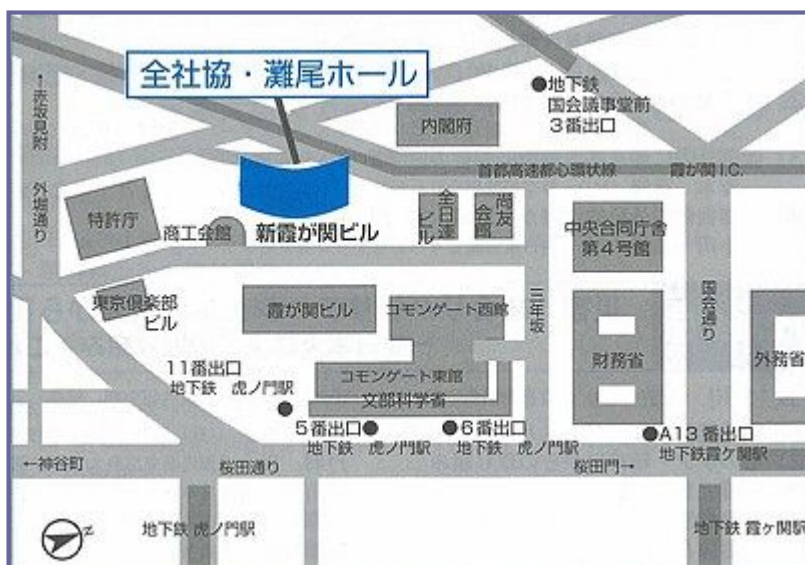 全社協・灘尾ホール
●地下鉄
国会議事堂前
3番出口
内閣府
←赤坂見附
外堀通り
首都高速都心環状線
霞が関 I.C.
特許庁
商工会館
新霞が関ビル
全日連
ビル
尚友
会館
中央合同庁舎
第4号館
東京倶楽部
ビル
霞が関ビル
コモンゲート西館
三年坂
国会通り
財務省
外務省
11番出口
地下鉄 虎ノ門駅
コモンゲート東館
文部科学省
5番出口●
地下鉄 虎ノ門駅
●6番出口
地下鉄 虎ノ門駅
●A13番出口
地下鉄霞ケ関駅
←神谷町
桜田通り
桜田門→
地下鉄 虎ノ門駅
地下鉄 霞ヶ関駅
N